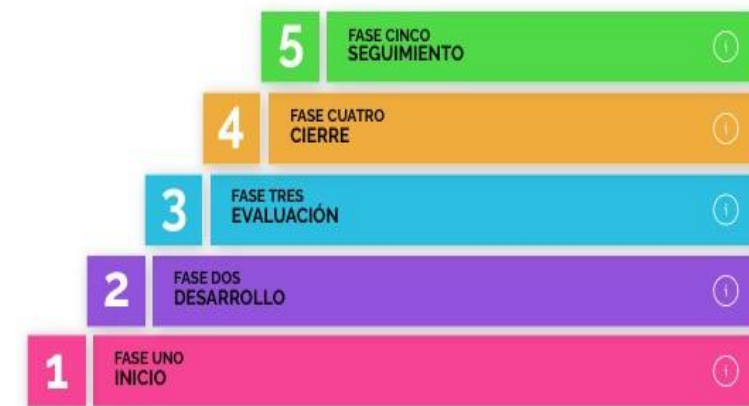 5
FASE CINCO
SEGUIMIENTO
4
FASE CUATRO
CIERRE
3
FASE TRES
EVALUACIÓN
2
FASE DOS
DESARROLLO
1
FASE UNO
INICIO